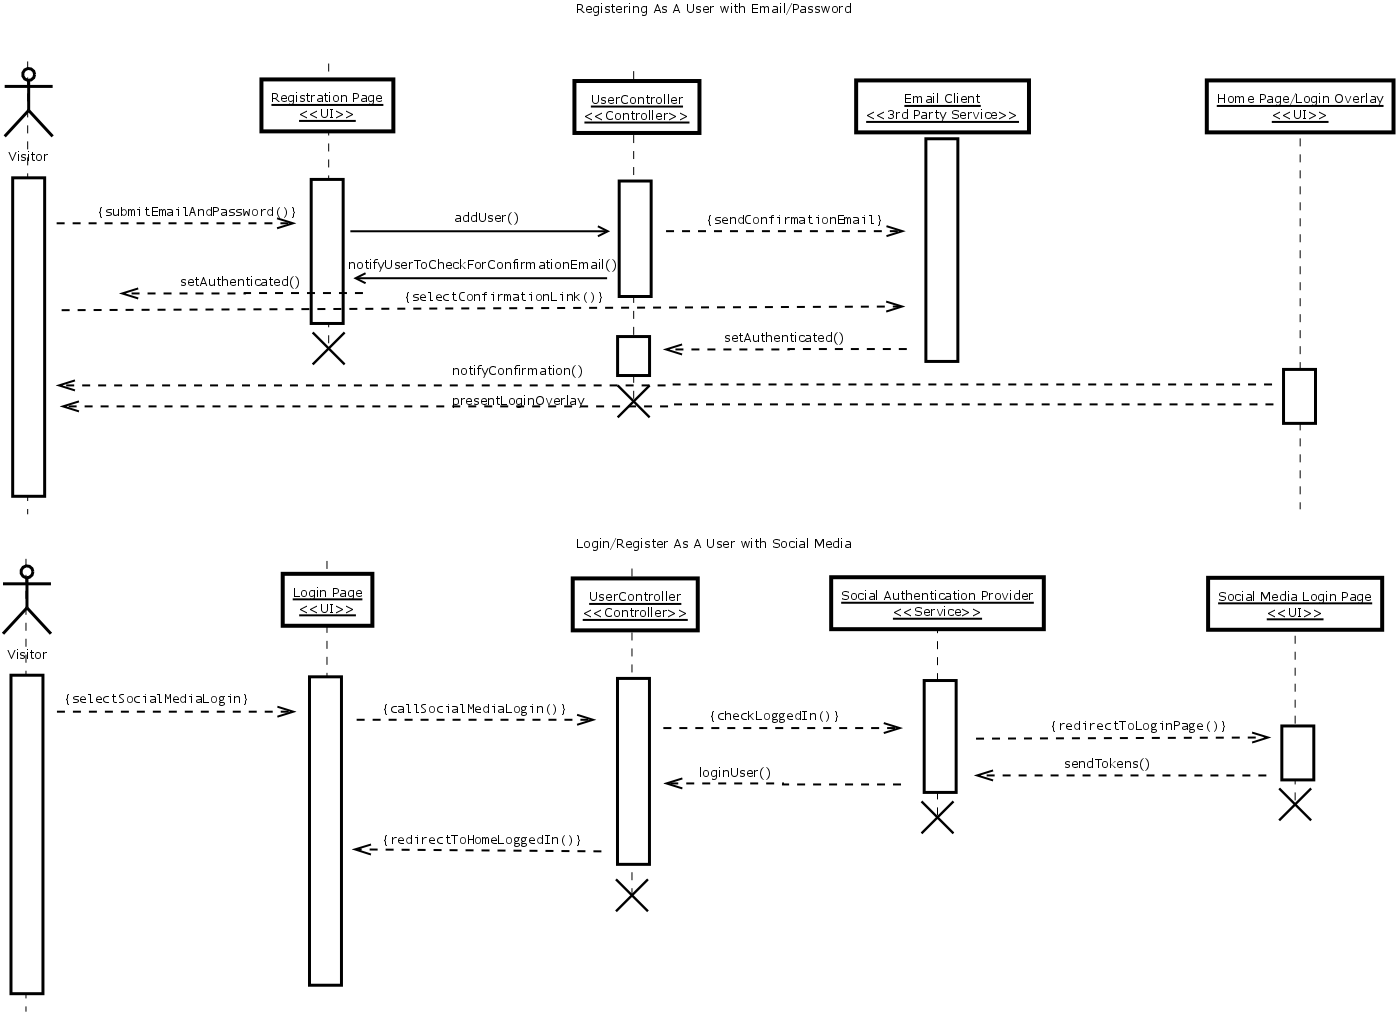 Registering As A User with Email/Password
Visitor
Registration Page
<<UI>>
UserController
<<Controller>>
Email Client
<<3rd Party Service>>
Home Page/Login Overlay
<<UI>>
{submitEmailAndPassword()}
addUser()
{sendConfirmationEmail}
notifyUserToCheckForConfirmationEmail()
setAuthenticated()
{selectConfirmationLink()}
setAuthenticated()
notifyConfirmation()
presentLoginOverlay
Login/Register As A User with Social Media
Visitor
Login Page
<<UI>>
UserController
<<Controller>>
Social Authentication Provider
<<Service>>
Social Media Login Page
<<UI>>
{selectSocialMediaLogin}
{callSocialMediaLogin()}
{checkLoggedIn()}
{redirectToLoginPage()}
sendTokens()
loginUser()
{redirectToHomeLoggedIn()}